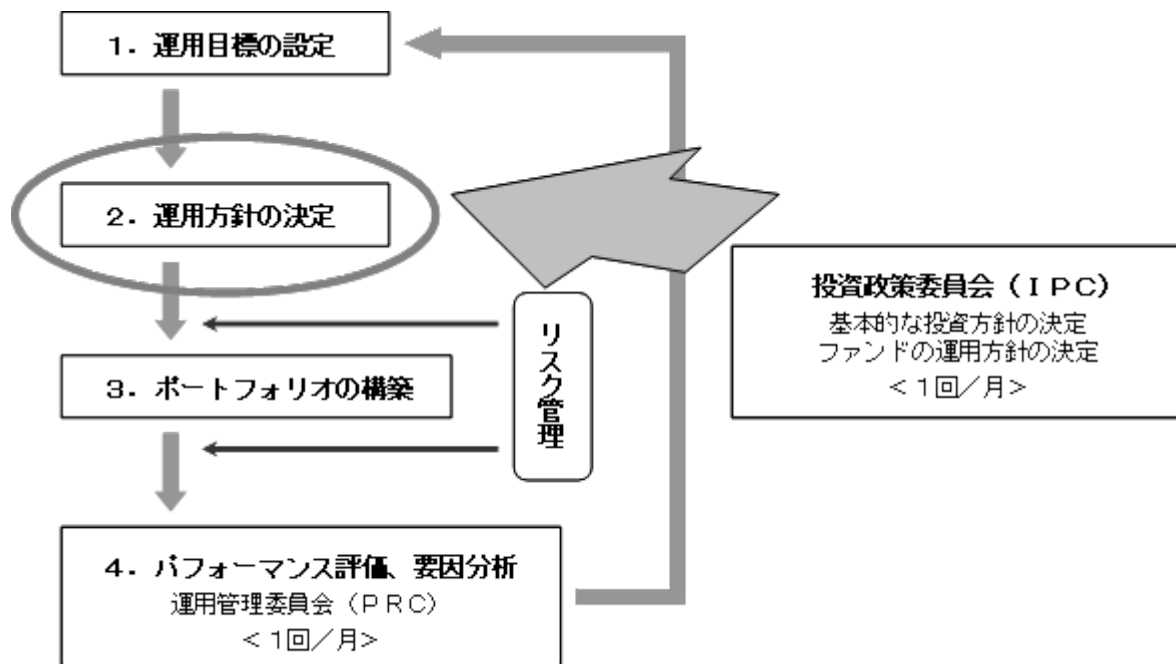 1. 運用目標の設定
2. 運用方針の決定
リスク管理
投資政策委員会(IPC)
基本的な投資方針の決定
ファンドの運用方針の決定
<1回/月>
3. ポートフォリオの構築
4. パフォーマンス評価、要因分析
運用管理委員会(PRC)
<1回/月>